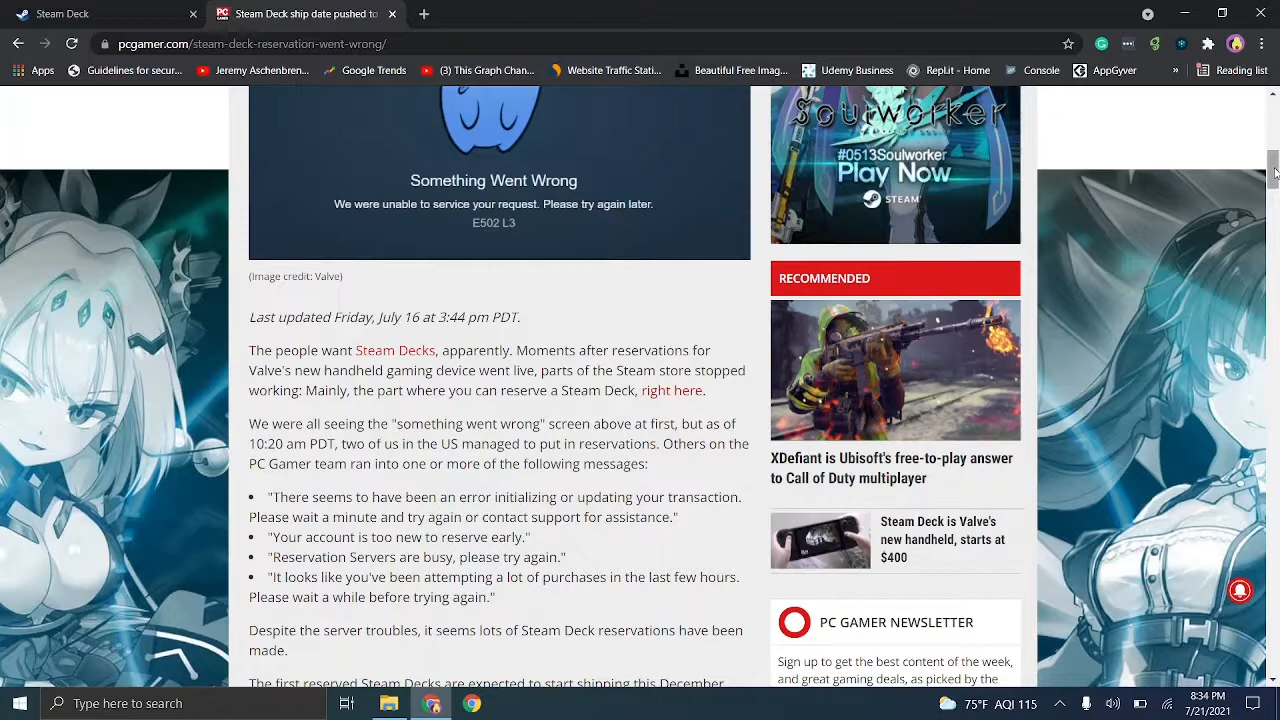 Steam Deck
Steam Deck ship date pushed to
pcgamer.com/steam-deck-reservation-went-wrong/
Apps
Guidelines for secur...
Jeremy Aschenbren...
Google Trends
(3) This Graph Chan...
Website Traffic Stati...
Beautiful Free Imag...
Udemy Business
Replit - Home
Console
AppGyver
»
Reading list
Something Went Wrong
We were unable to service your request. Please try again later.
E502 L3
(Image credit: Valve)
Last updated Friday, July 16 at 3:44 pm PDT.
The people want Steam Decks, apparently. Moments after reservations for
Valve's new handheld gaming device went live, parts of the Steam store stopped
working: Mainly, the part where you can reserve a Steam Deck, right here.
We were all seeing the "something went wrong" screen above at first, but as of
10:20 am PDT, two of us in the US managed to put in reservations. Others on the
PC Gamer team ran into one or more of the following messages:
• "There seems to have been an error initializing or updating your transaction.
Please wait a minute and try again or contact support for assistance."
• "Your account is too new to reserve early."
• "Reservation Servers are busy, please try again."
• "It looks like you've been attempting a lot of purchases in the last few hours.
Please wait a while before trying again."
Despite the server troubles, it seems lots of Steam Deck reservations have been
made.
The first reserved Steam Decks are expected to start shipping this December
Soulworker
#0513Soulworker
Play Now
STEAM
RECOMMENDED
XDefiant is Ubisoft's free-to-play answer
to Call of Duty multiplayer
Steam Deck is Valve's
new handheld, starts at
$400
PC GAMER NEWSLETTER
Sign up to get the best content of the week,
and great gaming deals, as picked by the
Type here to search
75°F AQI 115
8:34 PM
7/21/2021